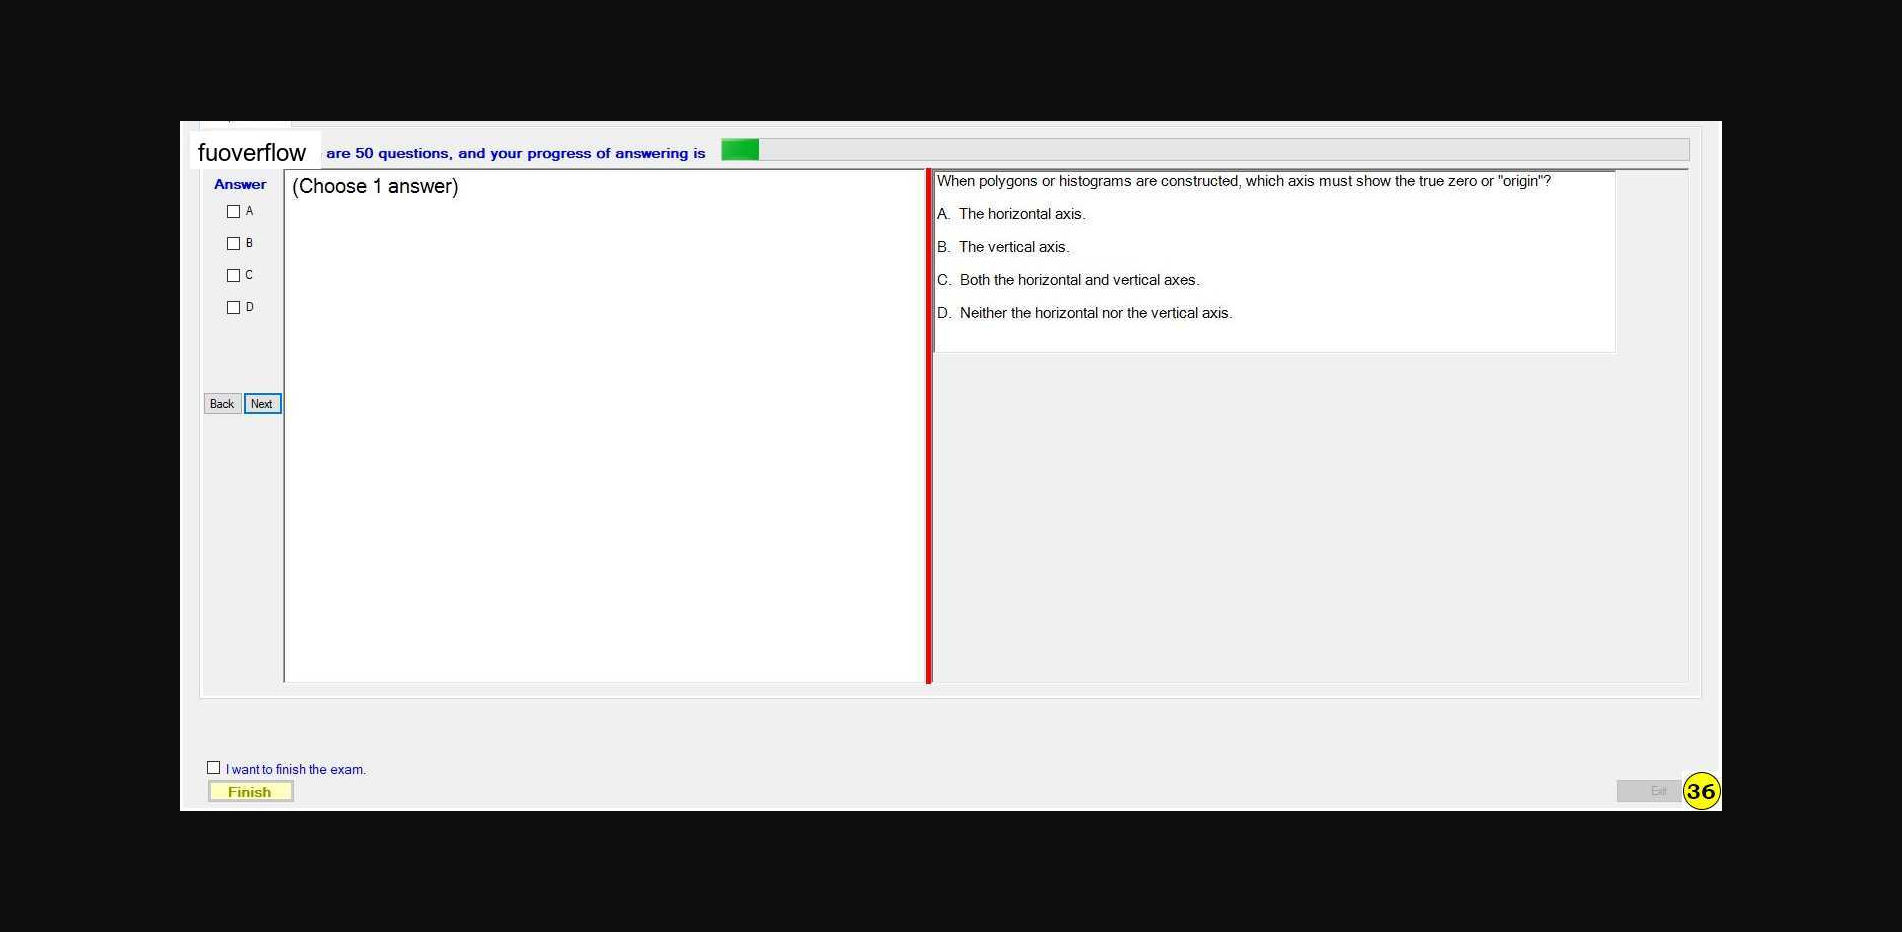 fuoverflow are 50 questions, and your progress of answering is
Answer
(Choose 1 answer)
A
B
C
D
Back Next
When polygons or histograms are constructed, which axis must show the true zero or "origin"?
A. The horizontal axis.
B. The vertical axis.
C. Both the horizontal and vertical axes.
D. Neither the horizontal nor the vertical axis.
I want to finish the exam.
Finish
Exit
36